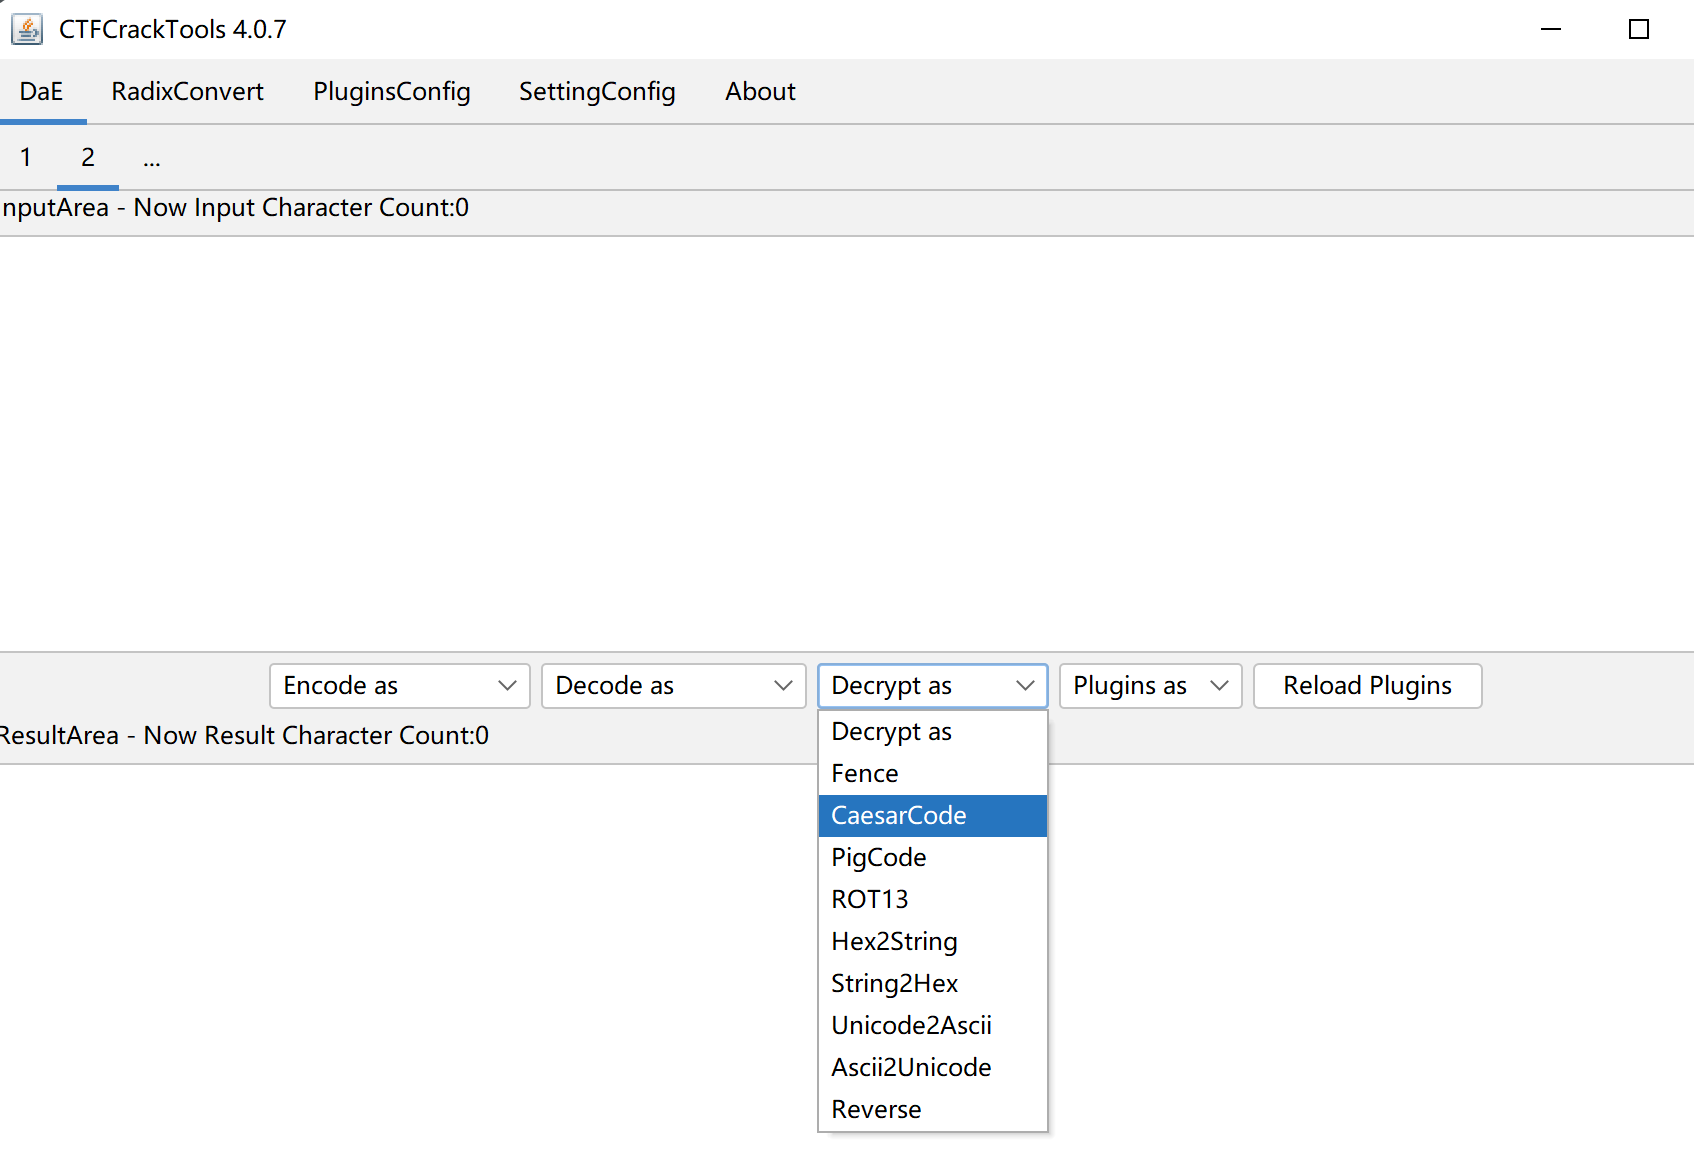 CTFCrackTools 4.0.7
DaE RadixConvert PluginsConfig SettingConfig About
1 2 ...
nputArea - Now Input Character Count:0
Encode as Decode as Decrypt as Plugins as Reload Plugins
ResultArea - Now Result Character Count:0
Decrypt as
Fence
CaesarCode
PigCode
ROT13
Hex2String
String2Hex
Unicode2Ascii
Ascii2Unicode
Reverse